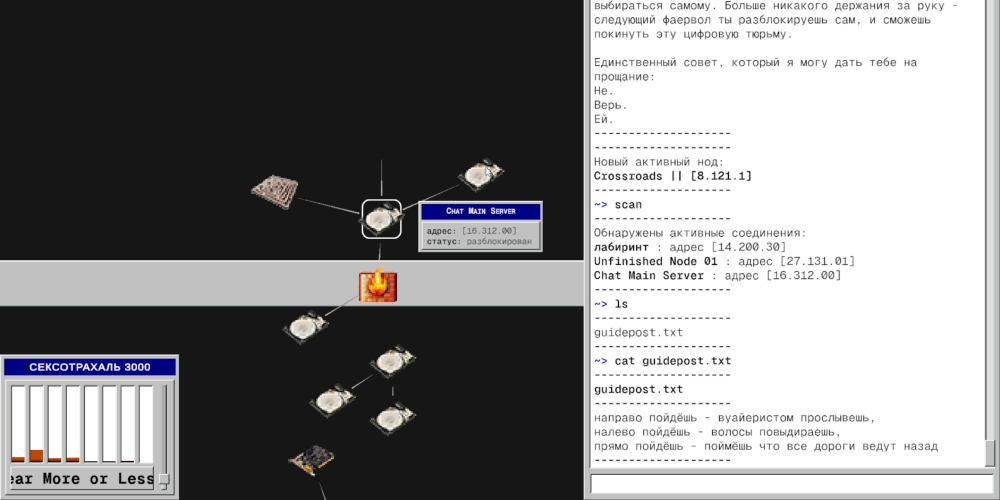 выбираться самому. Больше никакого держания за руку -
следующий фаервол ты разблокируешь сам, и сможешь
покинуть эту цифровую тюрьму.
Единственный совет, который я могу дать тебе на
прощание:
Не.
Верь.
Ей.
--------------------
--------------------
Новый активный нод:
Crossroads || [8.121.1]
--------------------
~> scan
--------------------
Обнаружены активные соединения:
лабиринт : адрес [14.200.30]
Unfinished Node 01 : адрес [27.131.01]
Chat Main Server : адрес [16.312.00]
--------------------
~> ls
--------------------
guidepost.txt
--------------------
~> cat guidepost.txt
--------------------
guidepost.txt
--------------------
направо пойдёшь - вуайеристом прослывешь,
налево пойдёшь - волосы повыдираешь,
прямо пойдёшь - поймёшь что все дороги ведут назад
--------------------
Chat Main Server
адрес: [16.312.00]
статус: разблокирован
СЕКСОТРАХАЛЬ 3000
ear More or Less